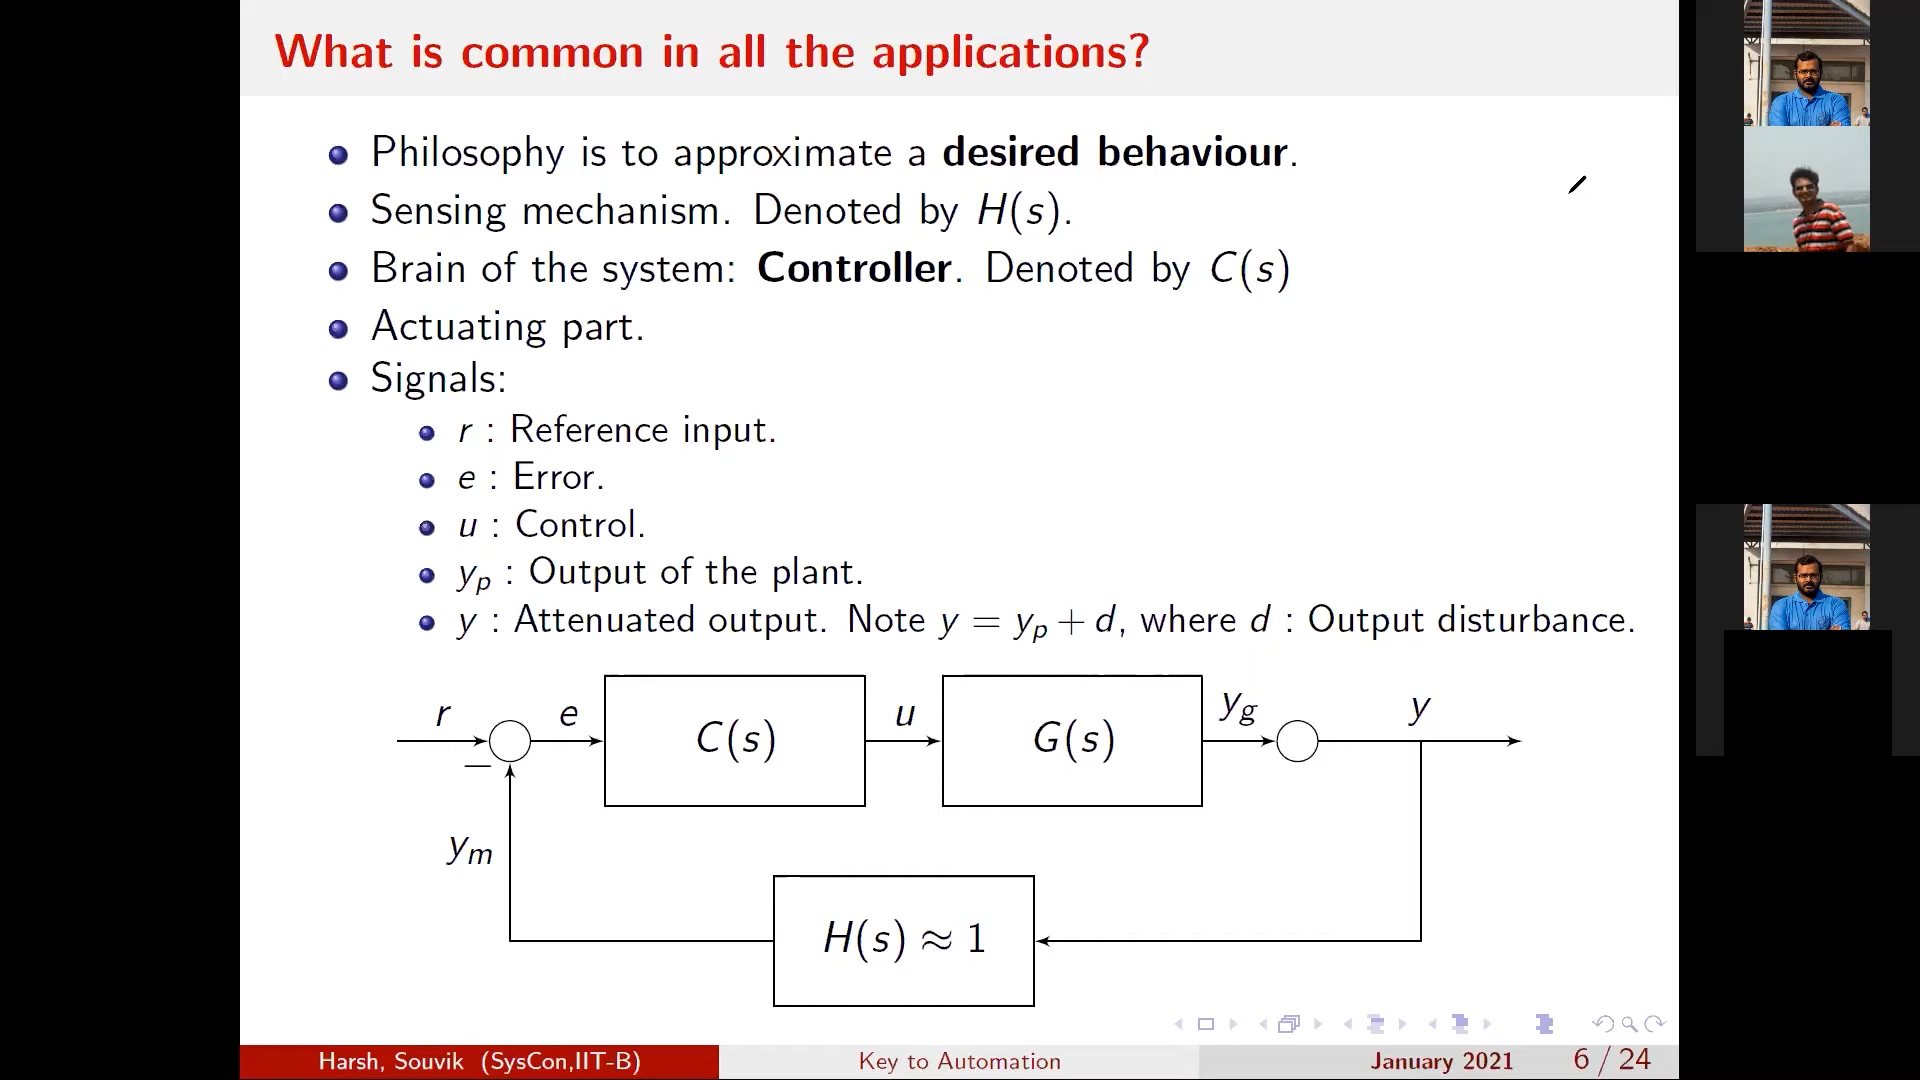 What is common in all the applications?
Philosophy is to approximate a desired behaviour.
Sensing mechanism. Denoted by H(s).
Brain of the system: Controller. Denoted by C(s)
Actuating part.
Signals:
r : Reference input.
e : Error.
u : Control.
y_p : Output of the plant.
y : Attenuated output. Note y = y_p + d, where d : Output disturbance.
r
e
C(s)
u
G(s)
y_g
y
−
y_m
H(s) ≈ 1
Harsh, Souvik (SysCon,IIT-B)
Key to Automation
January 2021
6 / 24